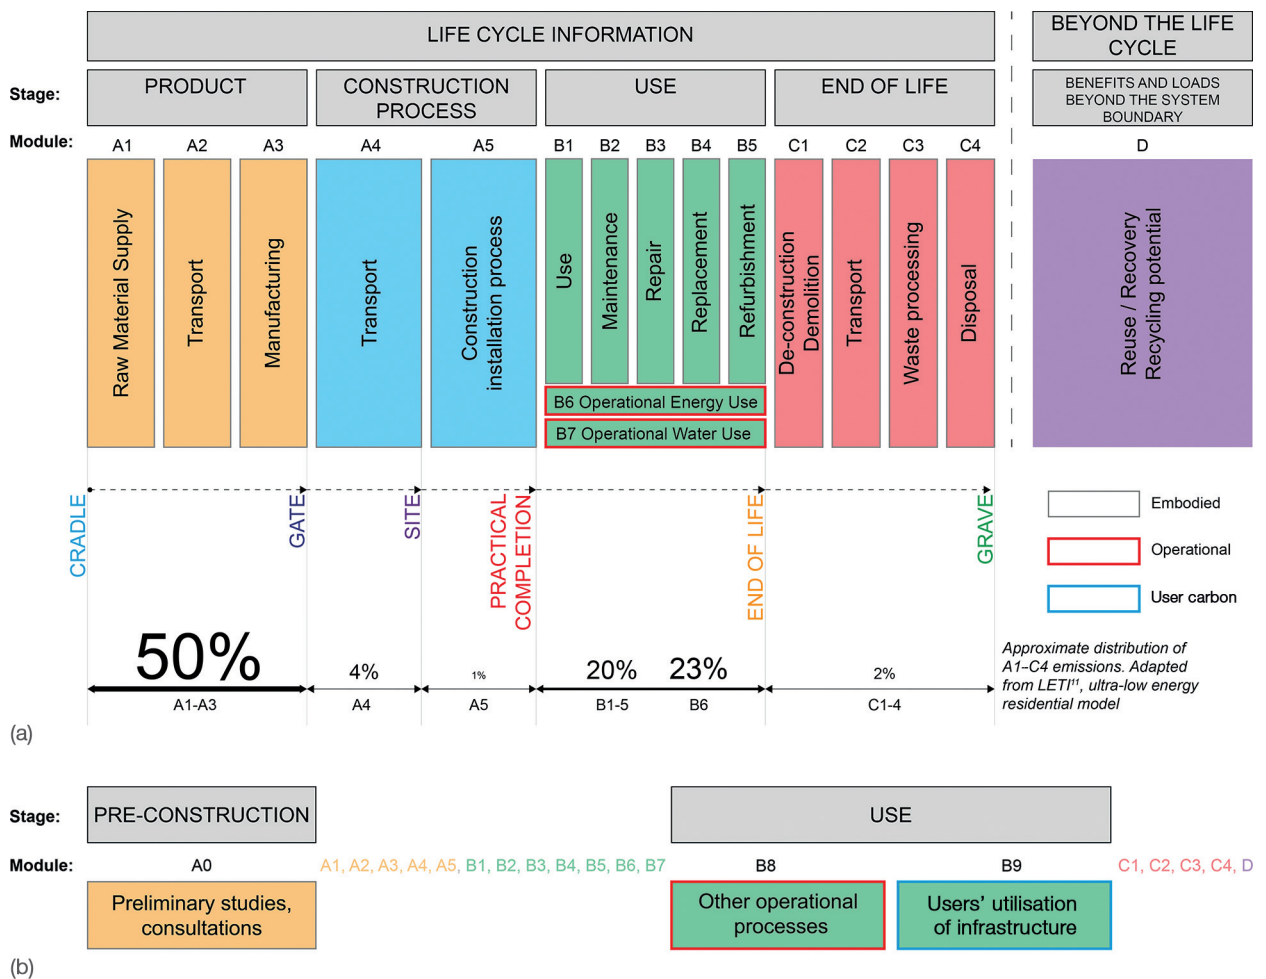 LIFE CYCLE INFORMATION
BEYOND THE LIFE
CYCLE
Stage:
PRODUCT
CONSTRUCTION
PROCESS
USE
END OF LIFE
BENEFITS AND LOADS
BEYOND THE SYSTEM
BOUNDARY
Module:
A1
A2
A3
A4
A5
B1
B2
B3
B4
B5
C1
C2
C3
C4
D
Raw Material Supply
Transport
Manufacturing
Transport
Construction
installation process
Use
Maintenance
Repair
Replacement
Refurbishment
B6 Operational Energy Use
B7 Operational Water Use
De-construction
Demolition
Transport
Waste processing
Disposal
Reuse / Recovery
Recycling potential
CRADLE
GATE
SITE
PRACTICAL
COMPLETION
END OF LIFE
GRAVE
Embodied
Operational
User carbon
50%
4%
1%
20%
23%
2%
A1-A3
A4
A5
B1-5
B6
C1-4
Approximate distribution of
A1–C4 emissions. Adapted
from LETI¹¹, ultra-low energy
residential model
(a)
Stage:
PRE-CONSTRUCTION
USE
Module:
A0
A1, A2, A3, A4, A5, B1, B2, B3, B4, B5, B6, B7
B8
B9
C1, C2, C3, C4, D
Preliminary studies,
consultations
Other operational
processes
Users’ utilisation
of infrastructure
(b)